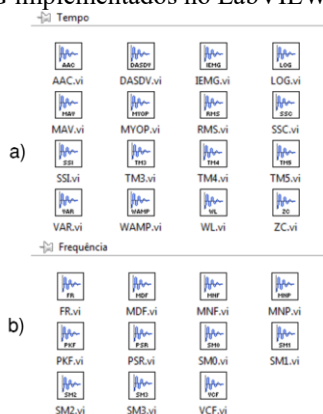 implementados no LabVIEW
Tempo
AAC DASDV IEMG LOG
AAC.vi DASDV.vi IEMG.vi LOG.vi
MAV MYOP RMS SSC
MAV.vi MYOP.vi RMS.vi SSC.vi
a)
SSI TM3 TM4 TM5
SSI.vi TM3.vi TM4.vi TM5.vi
VAR WAMP WL ZC
VAR.vi WAMP.vi WL.vi ZC.vi
Frequência
FR MDF MNF MNP
FR.vi MDF.vi MNF.vi MNP.vi
b)
PKF PSR SM0 SM1
PKF.vi PSR.vi SM0.vi SM1.vi
SM2 SM3 VCF
SM2.vi SM3.vi VCF.vi